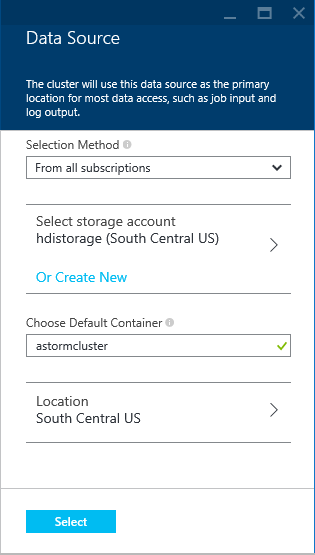 Data Source
The cluster will use this data source as the primary
location for most data access, such as job input and
log output.
Selection Method
From all subscriptions
Select storage account
hdistorage (South Central US)
Or Create New
Choose Default Container
astormcluster
Location
South Central US
Select